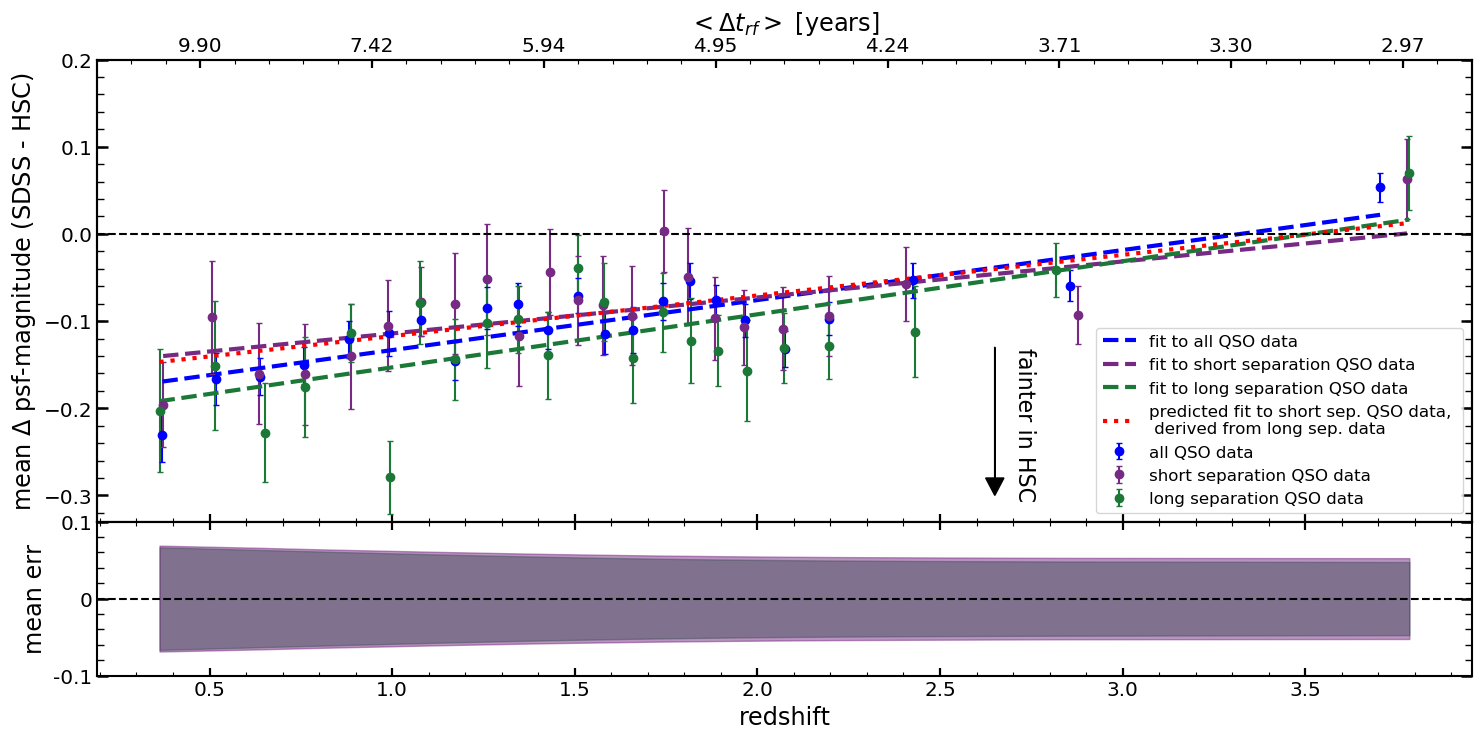 < Δt_rf > [years]
9.90 7.42 5.94 4.95 4.24 3.71 3.30 2.97
mean Δ psf-magnitude (SDSS - HSC)
0.2
0.1
0.0
−0.1
−0.2
−0.3
fainter in HSC
fit to all QSO data
fit to short separation QSO data
fit to long separation QSO data
predicted fit to short sep. QSO data,
derived from long sep. data
all QSO data
short separation QSO data
long separation QSO data
mean err
0.1
0
-0.1
0.5 1.0 1.5 2.0 2.5 3.0 3.5
redshift